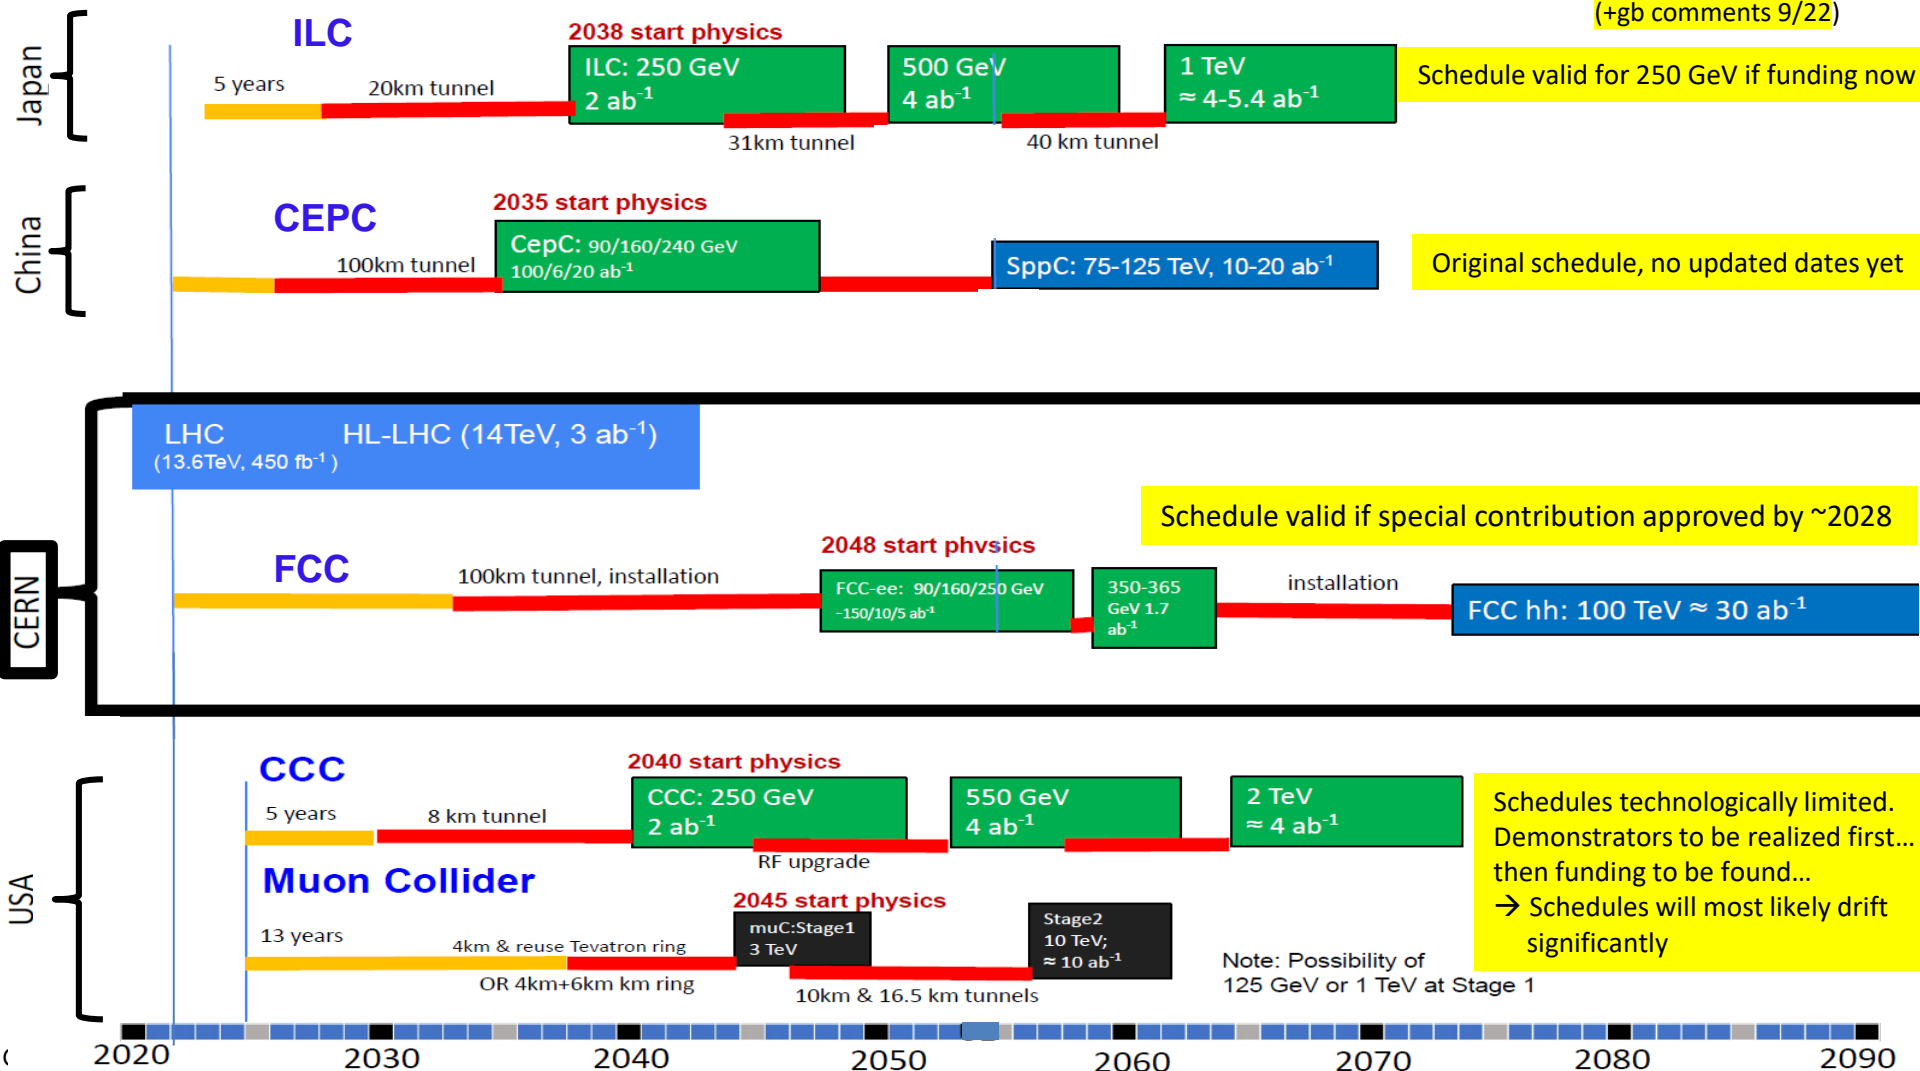 (+gb comments 9/22)
Japan
ILC
2038 start physics
5 years
20km tunnel
ILC: 250 GeV
2 ab⁻¹
500 GeV
4 ab⁻¹
1 TeV
≈ 4-5.4 ab⁻¹
31km tunnel
40 km tunnel
Schedule valid for 250 GeV if funding now
China
CEPC
2035 start physics
100km tunnel
CepC: 90/160/240 GeV
100/6/20 ab⁻¹
SppC: 75-125 TeV, 10-20 ab⁻¹
Original schedule, no updated dates yet
CERN
LHC HL-LHC (14TeV, 3 ab⁻¹)
(13.6TeV, 450 fb⁻¹ )
Schedule valid if special contribution approved by ~2028
FCC
2048 start physics
100km tunnel, installation
FCC-ee: 90/160/250 GeV
~150/10/5 ab⁻¹
350-365
GeV 1.7
ab⁻¹
installation
FCC hh: 100 TeV ≈ 30 ab⁻¹
USA
CCC
2040 start physics
5 years
8 km tunnel
CCC: 250 GeV
2 ab⁻¹
550 GeV
4 ab⁻¹
2 TeV
≈ 4 ab⁻¹
RF upgrade
Schedules technologically limited.
Demonstrators to be realized first...
then funding to be found...
→ Schedules will most likely drift
significantly
Muon Collider
2045 start physics
13 years
4km & reuse Tevatron ring
OR 4km+6km km ring
muC:Stage1
3 TeV
10km & 16.5 km tunnels
Stage2
10 TeV;
≈ 10 ab⁻¹
Note: Possibility of
125 GeV or 1 TeV at Stage 1
2020 2030 2040 2050 2060 2070 2080 2090